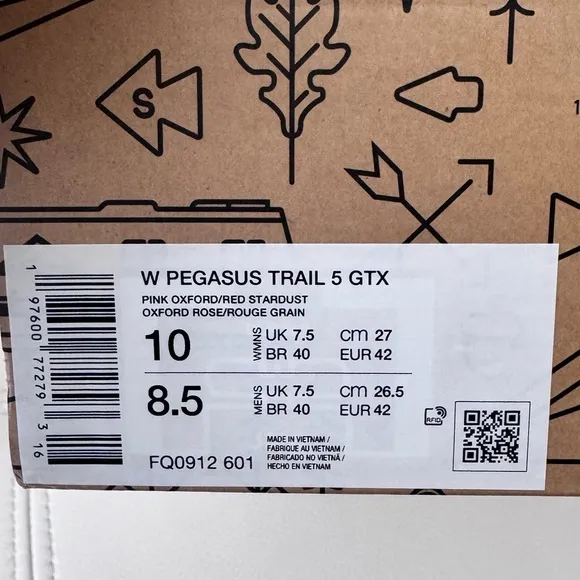 S
1
W PEGASUS TRAIL 5 GTX
PINK OXFORD/RED STARDUST
OXFORD ROSE/ROUGE GRAIN
10 WMNS UK 7.5 cm 27
BR 40 EUR 42
8.5 MENS UK 7.5 cm 26.5
BR 40 EUR 42
1 97600 77279 3 16
FQ0912 601
MADE IN VIETNAM /
FABRIQUE AU VIETNAM /
FABRICADO NO VIETNÃ /
HECHO EN VIETNAM
RFID